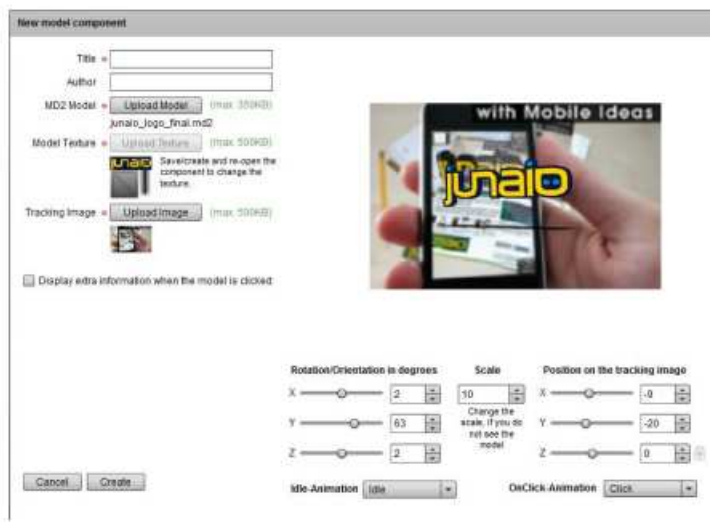 New model component
Title *
Author
MD2 Model * Upload Model (max. 350KB)
junaio_logo_final.md2
Model Texture * Upload Texture (max. 500KB)
Save/create and re-open the
component to change the
texture.
Tracking Image * Upload Image (max. 500KB)
Display extra information when the model is clicked:
with Mobile Ideas
junaio
Rotation/Orientation in degrees Scale Position on the tracking image
X 2 10 X -9
Change the
scale, if you do
not see the
model
Y 63 Y -20
Z 2 Z 0
Cancel Create
Idle-Animation Idle OnClick-Animation Click